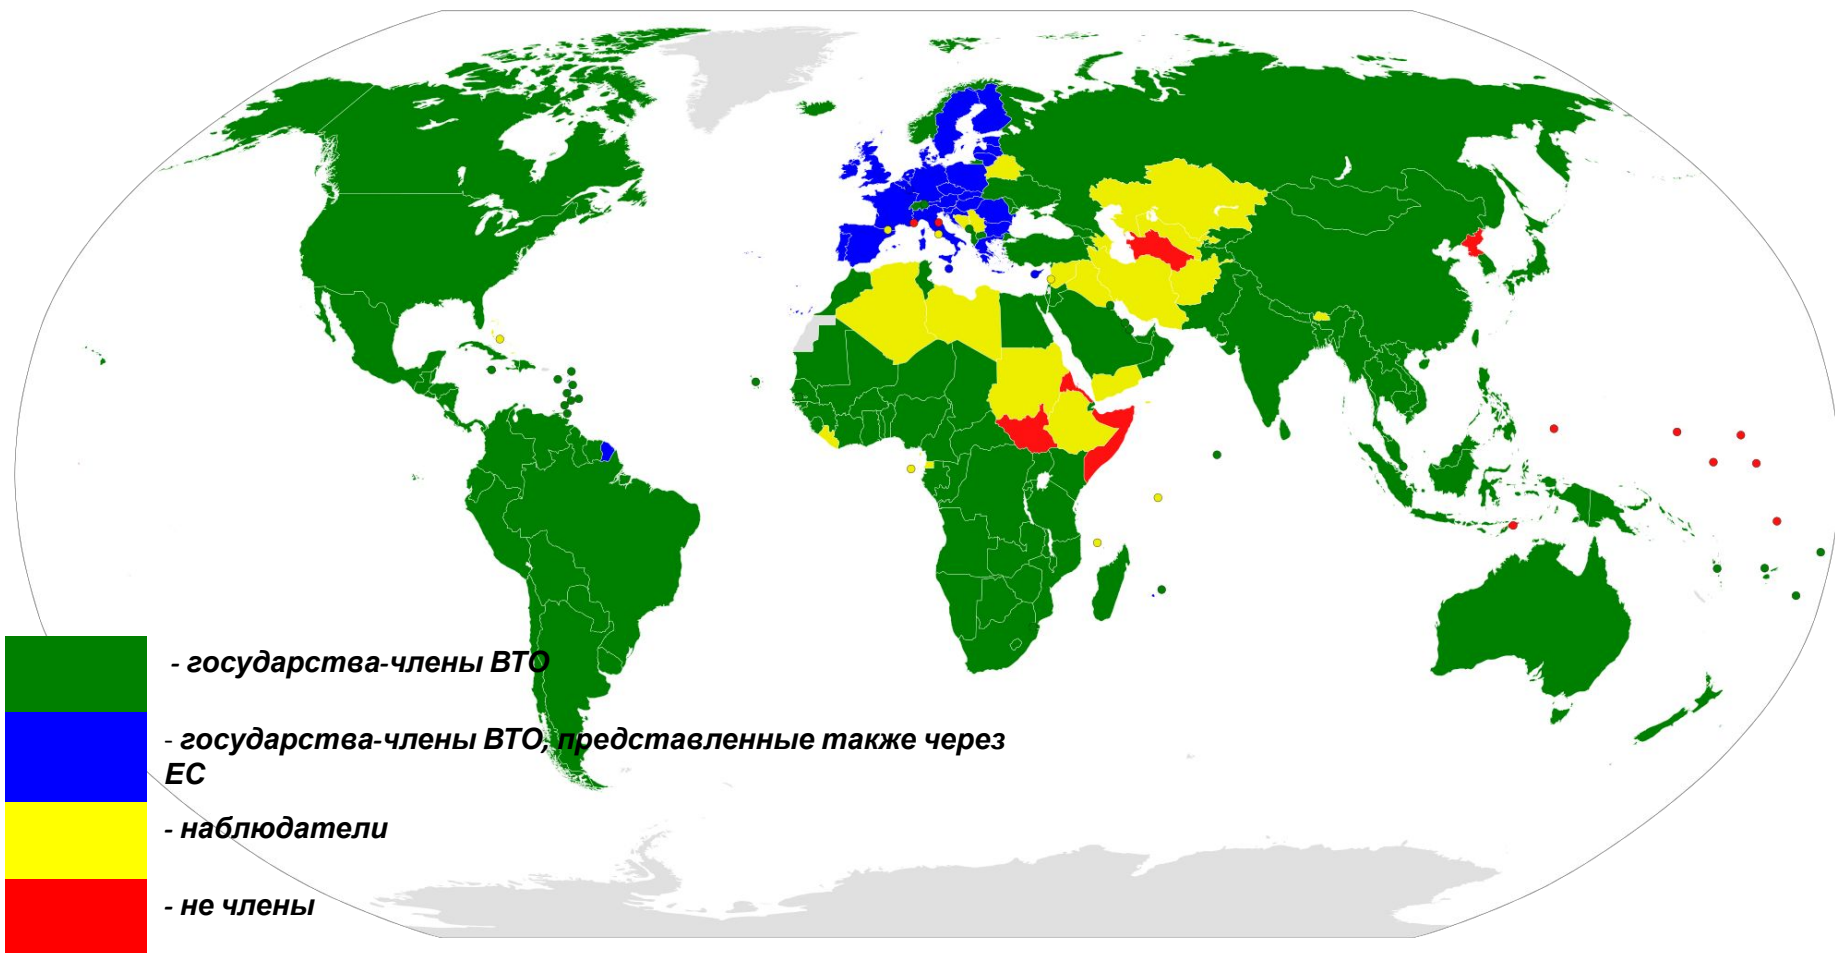 - государства-члены ВТО
- государства-члены ВТО, представленные также через
ЕС
- наблюдатели
- не члены